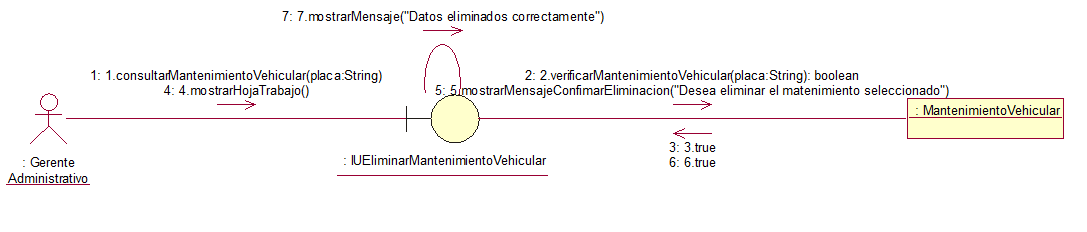 7: 7.mostrarMensaje("Datos eliminados correctamente")
1: 1.consultarMantenimientoVehicular(placa:String)
4: 4.mostrarHojaTrabajo()
2: 2.verificarMantenimientoVehicular(placa:String): boolean
5: 5.mostrarMensajeConfimarEliminacion("Desea eliminar el matenimiento seleccionado")
: MantenimientoVehicular
3: 3.true
6: 6.true
: Gerente
Administrativo
: IUEliminarMantenimientoVehicular